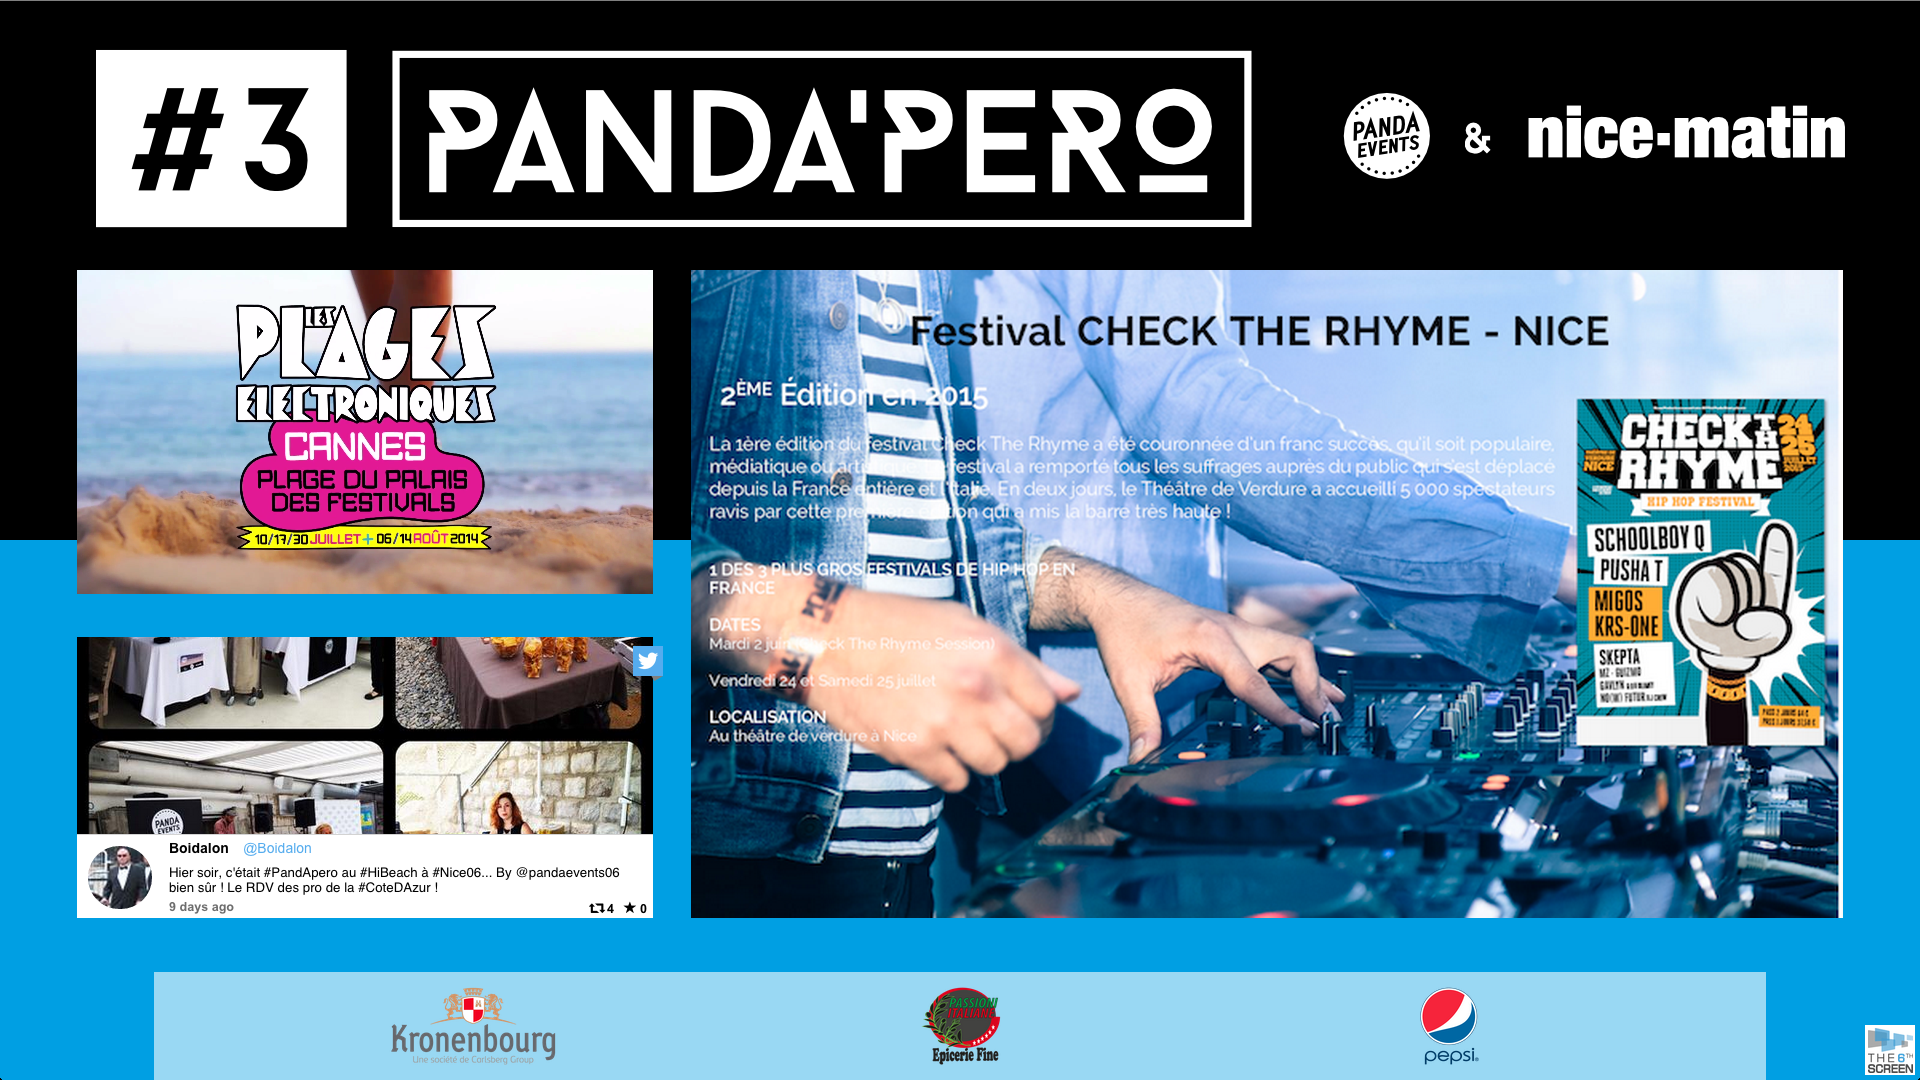 #3
PANDA'PERO
PANDA
EVENTS
&
nice-matin
LES
PLAGES
ELECTRONIQUES
CANNES
PLAGE DU PALAIS
DES FESTIVALS
10/17/30 JUILLET + 06/14 AOÛT 2014
Festival CHECK THE RHYME - NICE
2ÈME Édition en 2015
La 1ère édition du festival Check The Rhyme a été couronnée d'un franc succès, qu'il soit populaire,
médiatique ou artistique. Le festival a remporté tous les suffrages auprès du public qui s'est déplacé
depuis la France entière et l'Italie. En deux jours, le Théâtre de Verdure a accueilli 5 000 spectateurs
ravis par cette première édition qui a mis la barre très haute !
1 DES 3 PLUS GROS FESTIVALS DE HIP HOP EN
FRANCE
DATES
Mardi 2 juin (Check The Rhyme Session)
Vendredi 24 et Samedi 25 juillet
LOCALISATION
Au théâtre de verdure à Nice
CHECK TH
RHYME
24
25
JUILLET
2015
NICE
HIP HOP FESTIVAL
SCHOOLBOY Q
PUSHA T
MIGOS
KRS-ONE
SKEPTA
PANDA
EVENTS
Boidalon @Boidalon
Hier soir, c'était #PandApero au #HiBeach à #Nice06... By @pandaevents06
bien sûr ! Le RDV des pro de la #CoteDAzur !
9 days ago
4 0
Kronenbourg
Une société de Carlsberg Group
PASSION
ITALIANE
Epicerie Fine
pepsi
THE 6TH
SCREEN